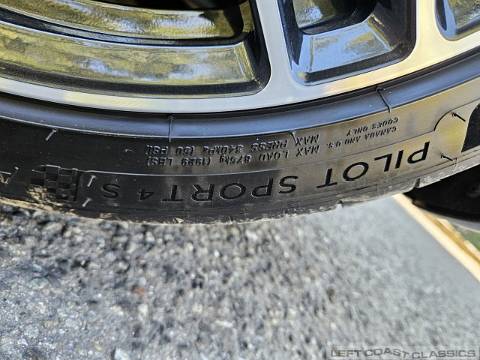 PILOT SPORT 4 S
MAX LOAD 875Kg (1929 LBS)
MAX PRESS 340kPa (50 PSI)
CANADA AND U.S.
CODES ONLY
LEFT COAST CLASSICS